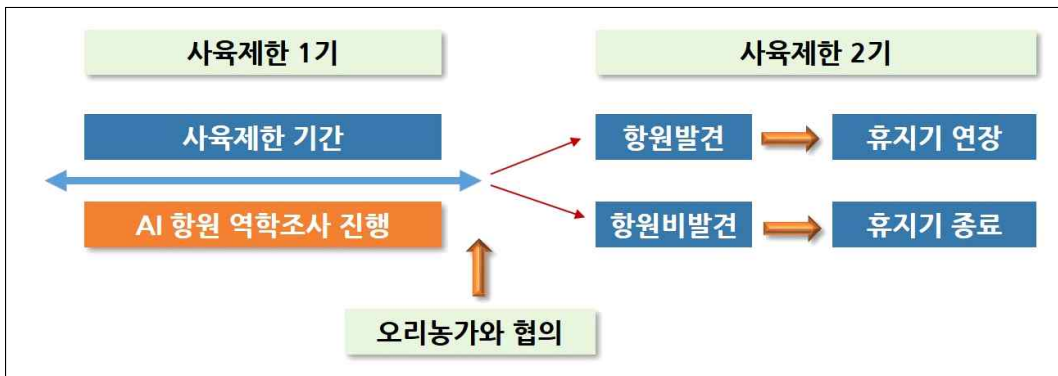 사육제한 1기
사육제한 2기
사육제한 기간
항원발견
휴지기 연장
AI 항원 역학조사 진행
항원비발견
휴지기 종료
오리농가와 협의